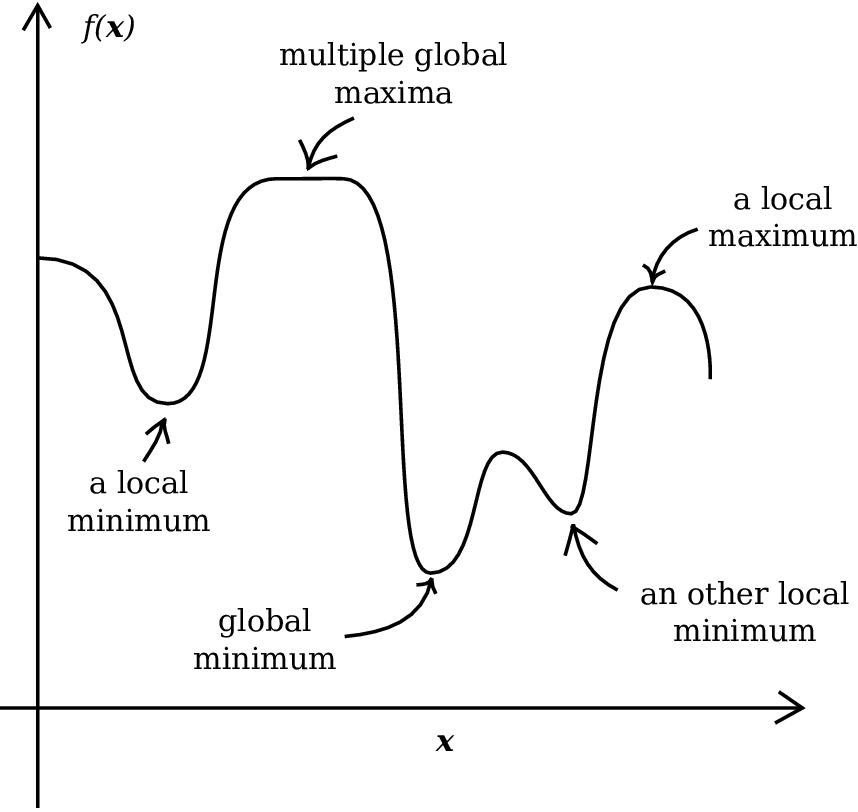 f(x)
multiple global
maxima
a local
maximum
a local
minimum
an other local
minimum
global
minimum
x